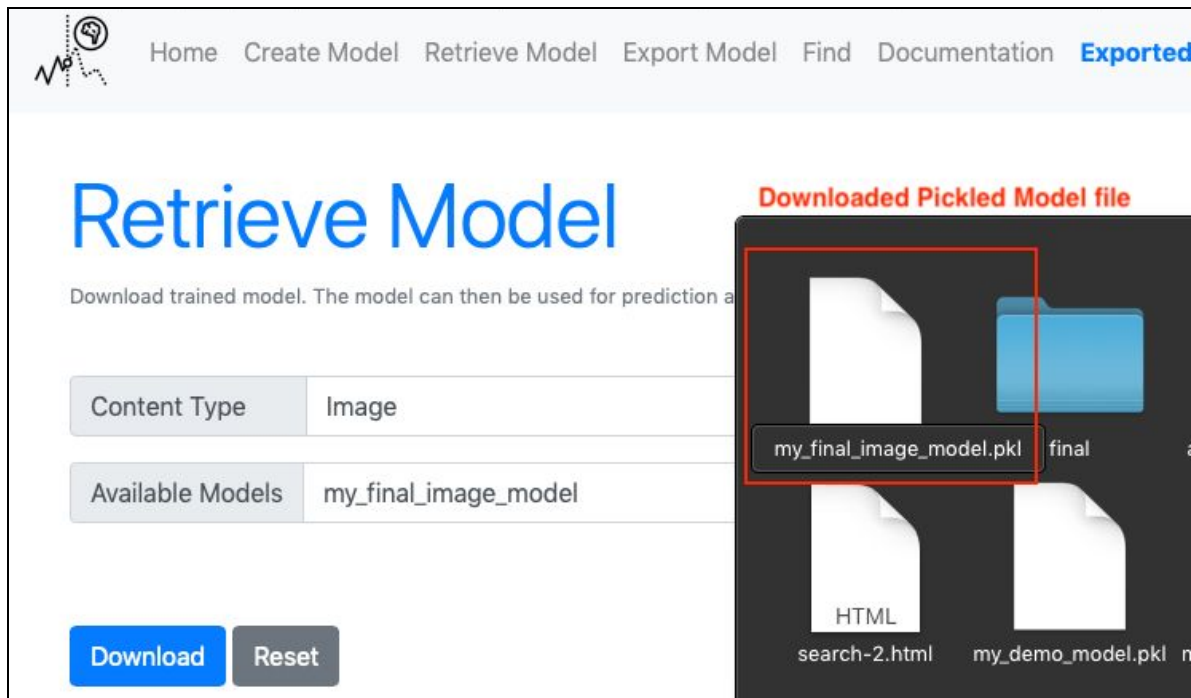 Home Create Model Retrieve Model Export Model Find Documentation Exported
Retrieve Model
Downloaded Pickled Model file
Download trained model. The model can then be used for prediction a
Content Type Image
Available Models my_final_image_model
Download Reset
my_final_image_model.pkl final
HTML
search-2.html my_demo_model.pkl